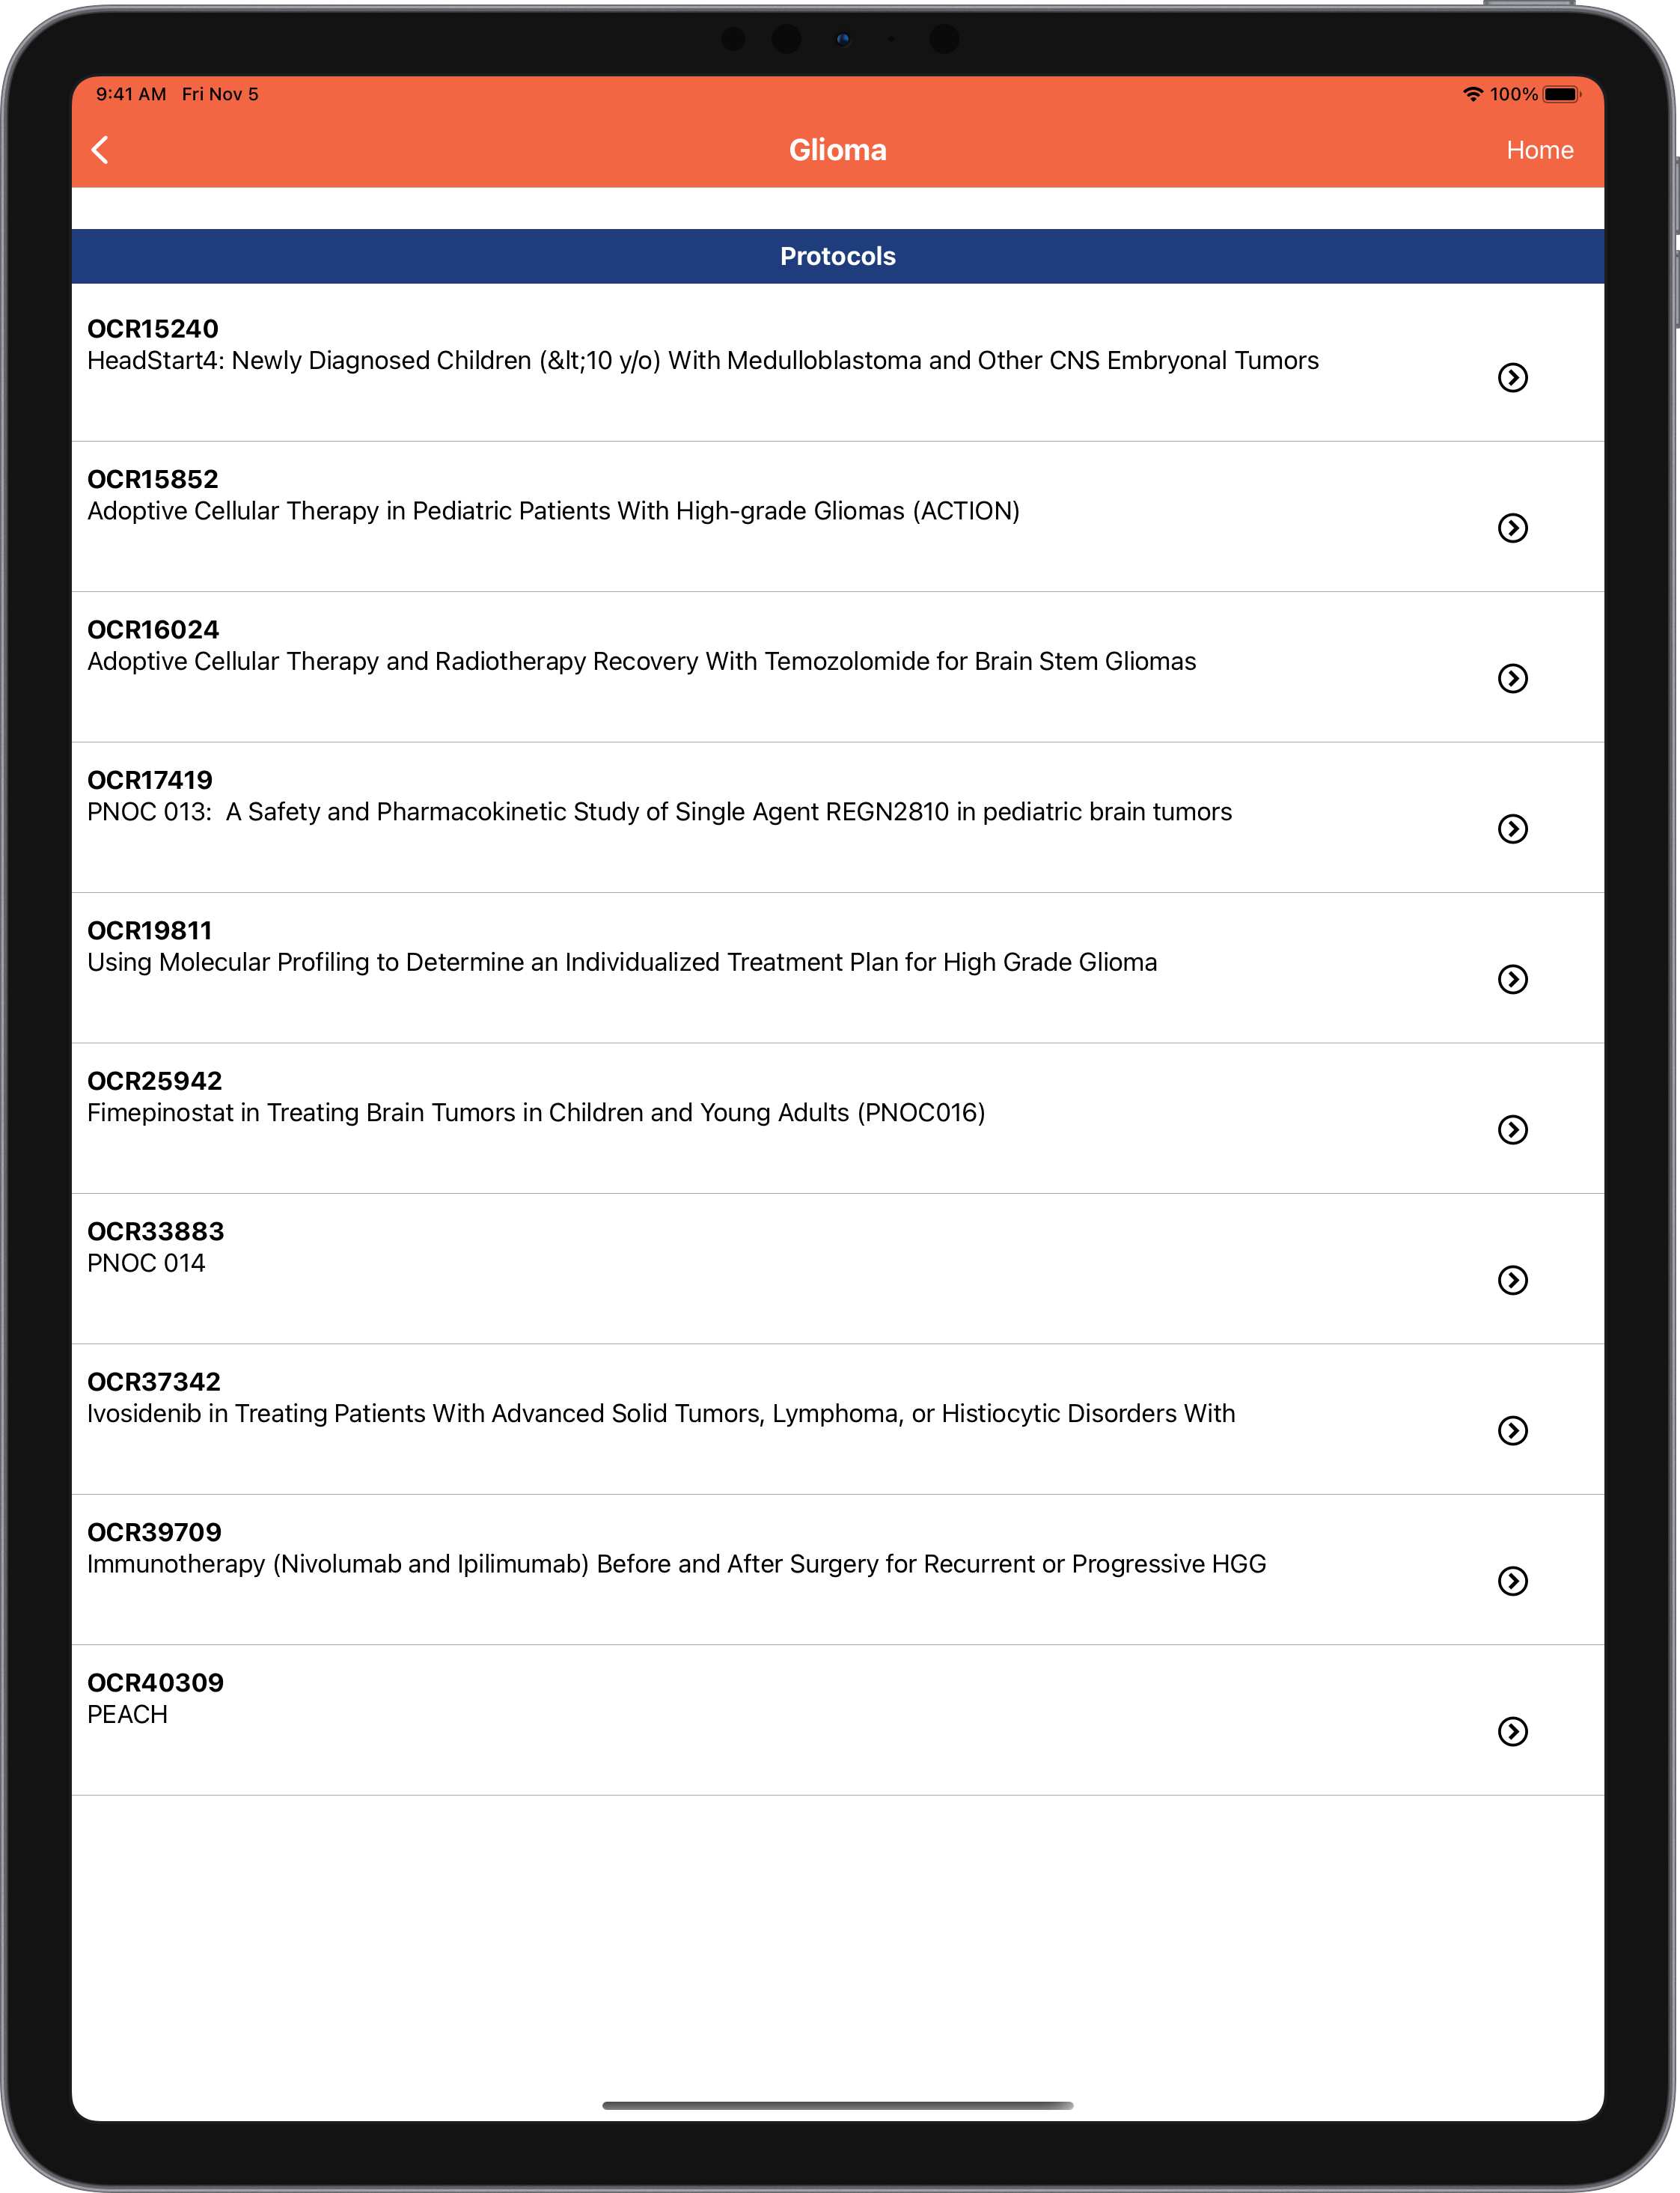 9:41 AM Fri Nov 5 100%
Glioma Home
Protocols
OCR15240
HeadStart4: Newly Diagnosed Children (&lt;10 y/o) With Medulloblastoma and Other CNS Embryonal Tumors
OCR15852
Adoptive Cellular Therapy in Pediatric Patients With High-grade Gliomas (ACTION)
OCR16024
Adoptive Cellular Therapy and Radiotherapy Recovery With Temozolomide for Brain Stem Gliomas
OCR17419
PNOC 013:  A Safety and Pharmacokinetic Study of Single Agent REGN2810 in pediatric brain tumors
OCR19811
Using Molecular Profiling to Determine an Individualized Treatment Plan for High Grade Glioma
OCR25942
Fimepinostat in Treating Brain Tumors in Children and Young Adults (PNOC016)
OCR33883
PNOC 014
OCR37342
Ivosidenib in Treating Patients With Advanced Solid Tumors, Lymphoma, or Histiocytic Disorders With
OCR39709
Immunotherapy (Nivolumab and Ipilimumab) Before and After Surgery for Recurrent or Progressive HGG
OCR40309
PEACH